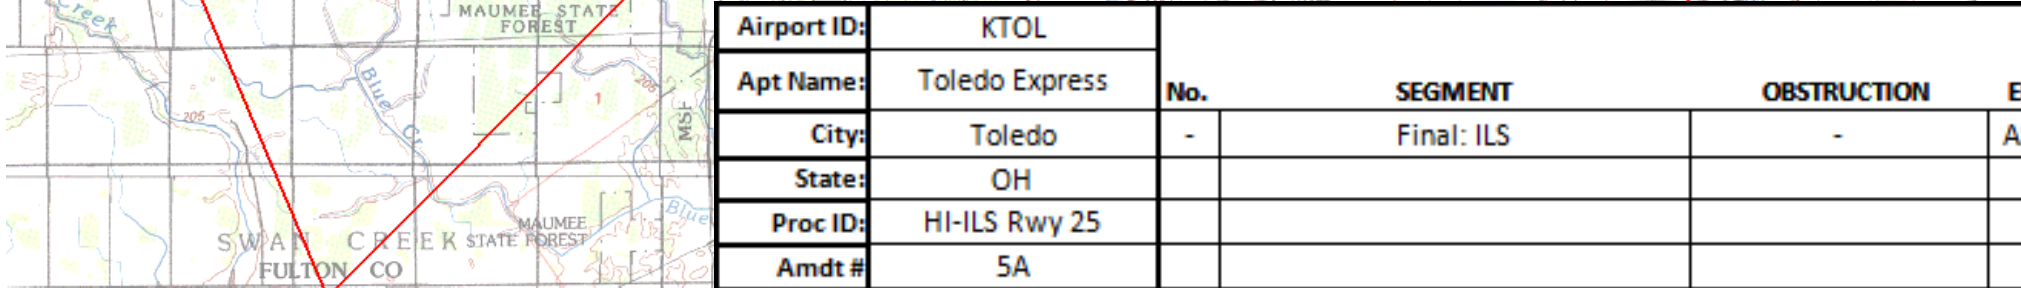 Creek
MAUMEE STATE
FOREST
Blue
Cr
205
205
1
MSF
MAUMEE
STATE FOREST
Blue
SWAN CREEK
FULTON CO
Airport ID: KTOL
Apt Name: Toledo Express
No. SEGMENT OBSTRUCTION E
City: Toledo - Final: ILS - A
State: OH
Proc ID: HI-ILS Rwy 25
Amdt # 5A